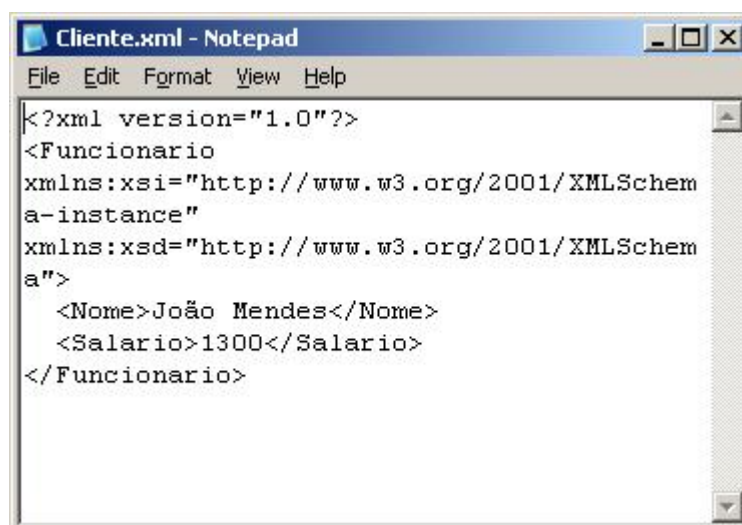 Cliente.xml - Notepad
File Edit Format View Help
<?xml version="1.0"?>
<Funcionario
xmlns:xsi="http://www.w3.org/2001/XMLSchem
a-instance"
xmlns:xsd="http://www.w3.org/2001/XMLSchem
a">
  <Nome>João Mendes</Nome>
  <Salario>1300</Salario>
</Funcionario>